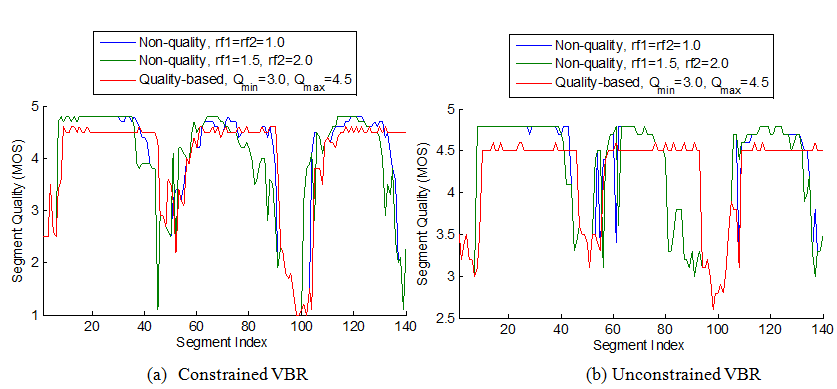 Non-quality, rf1=rf2=1.0
Non-quality, rf1=1.5, rf2=2.0
Quality-based, Qmin=3.0, Qmax=4.5
Segment Quality (MOS)
5
4
3
2
1
20 40 60 80 100 120 140
Segment Index
(a) Constrained VBR
Non-quality, rf1=rf2=1.0
Non-quality, rf1=1.5, rf2=2.0
Quality-based, Qmin=3.0, Qmax=4.5
Segment Quality (MOS)
5
4.5
4
3.5
3
2.5
20 40 60 80 100 120 140
Segment Index
(b) Unconstrained VBR